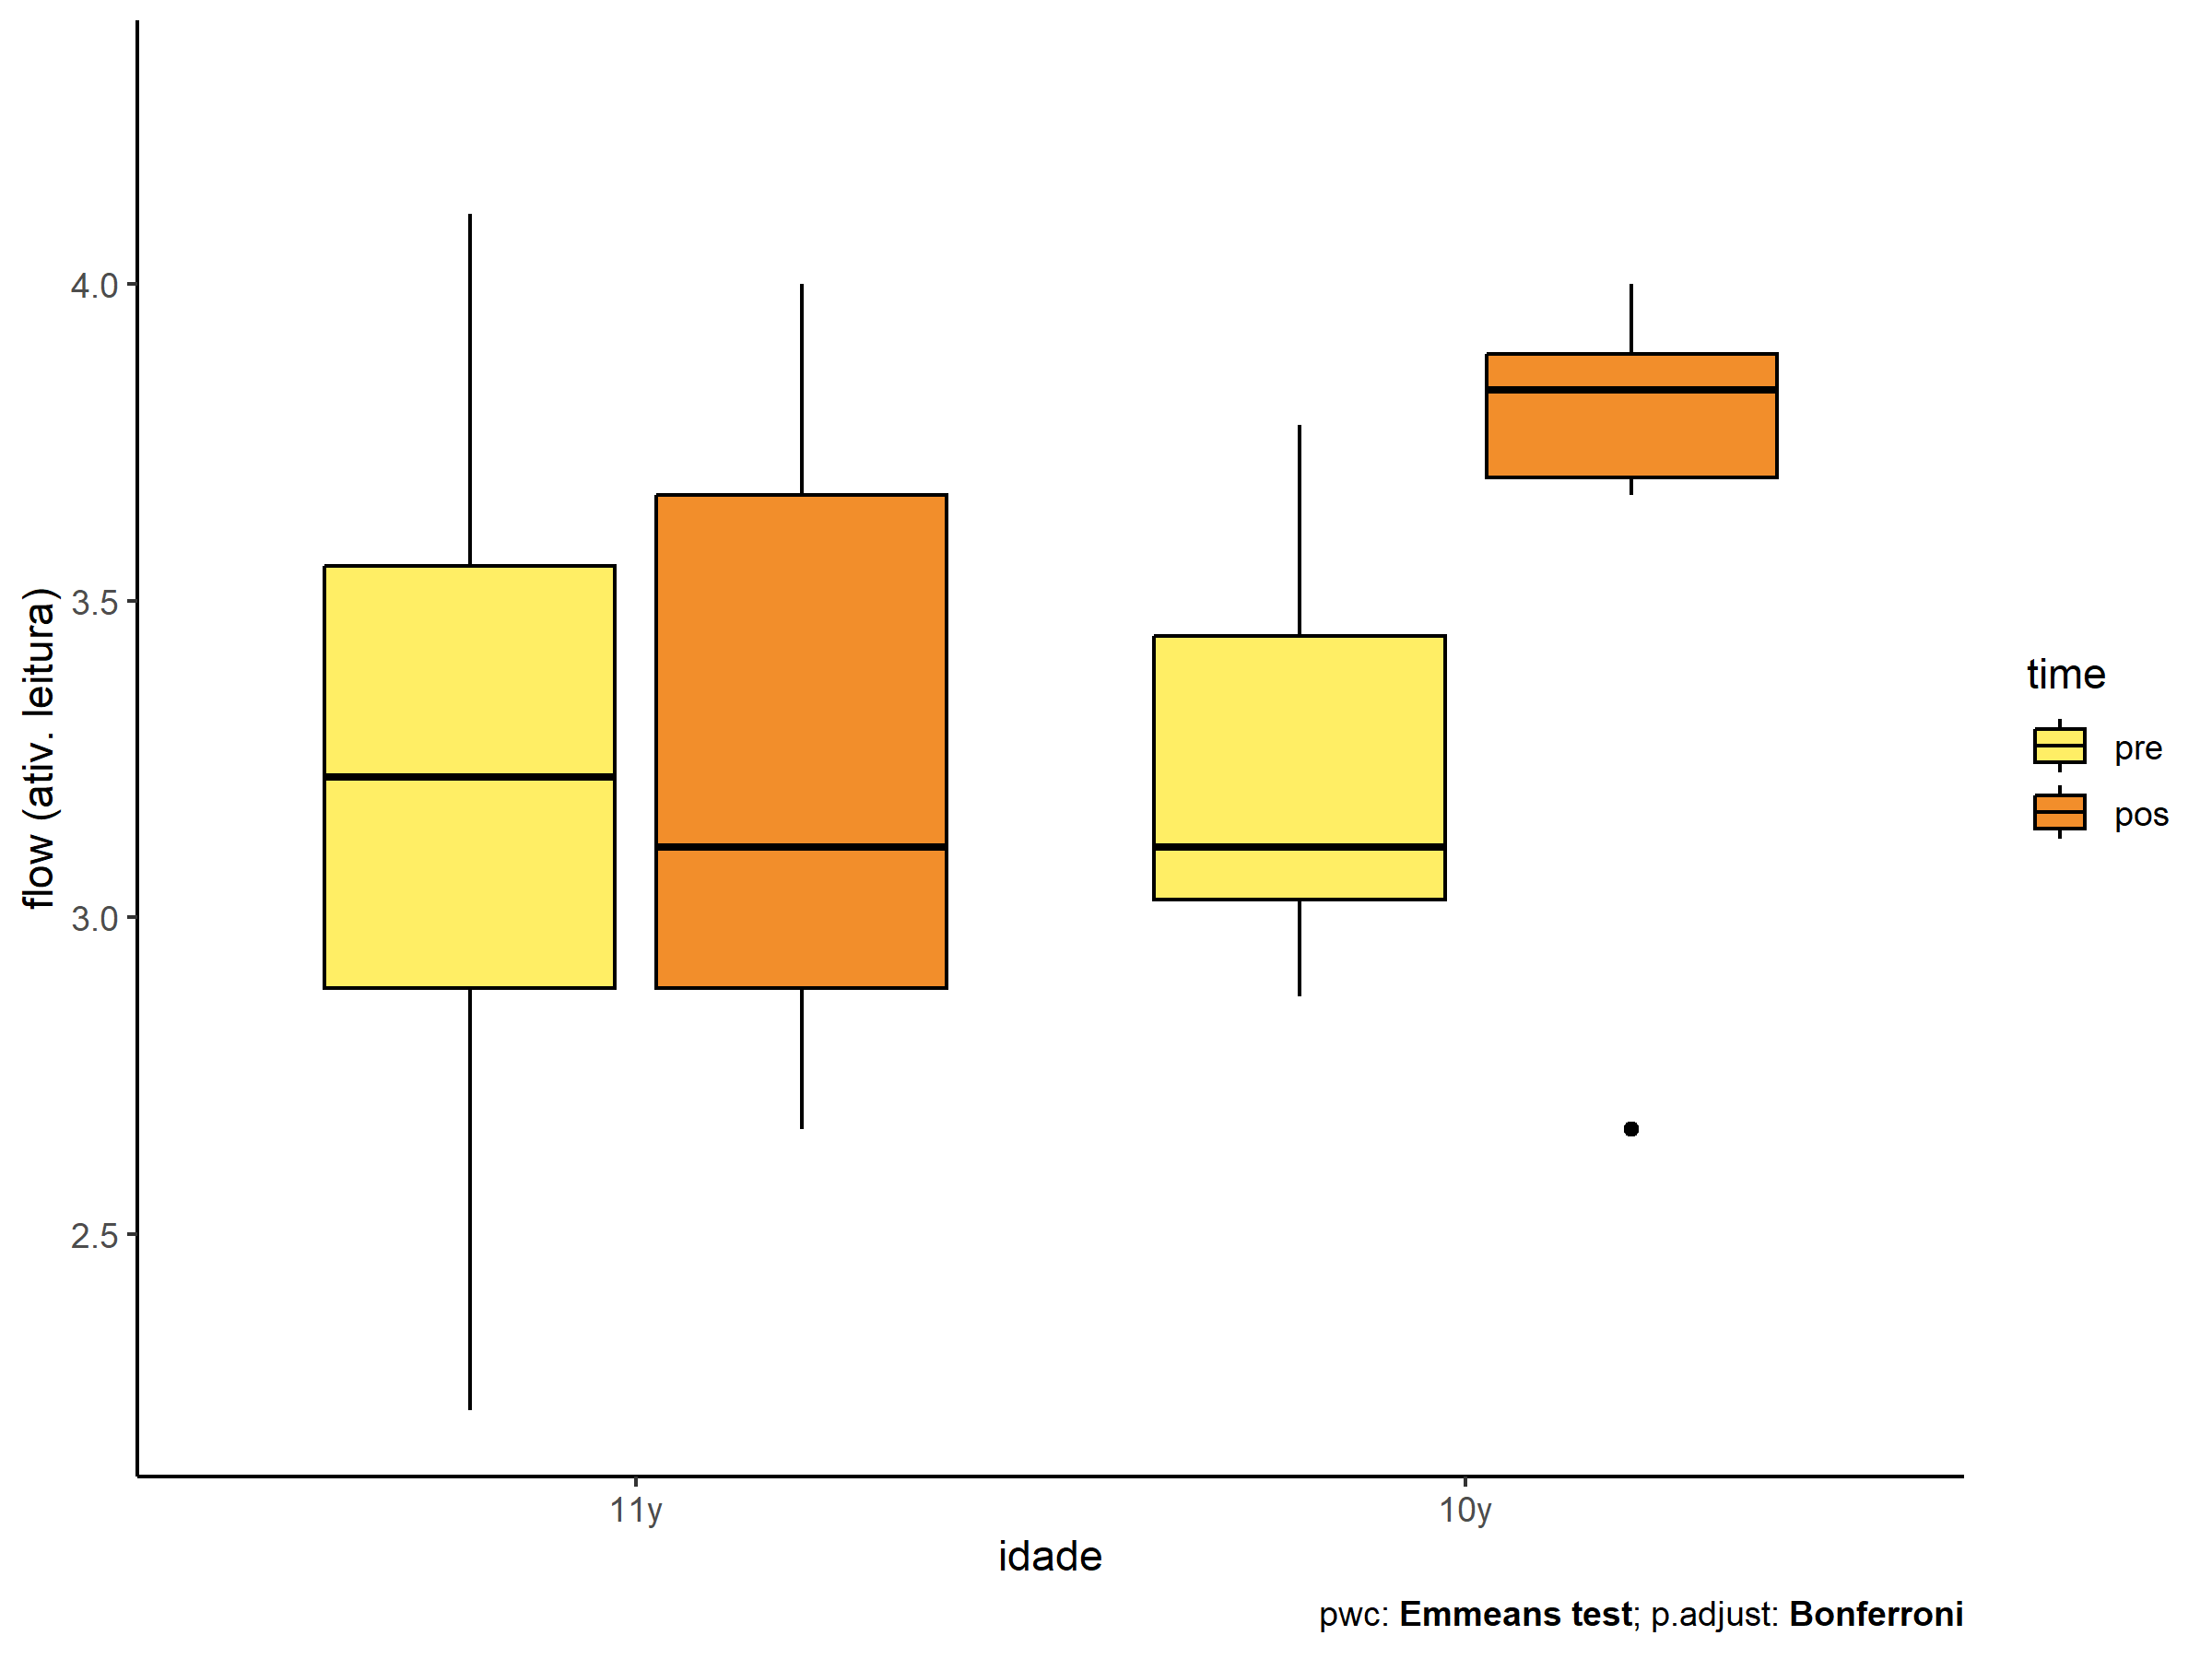 flow (ativ. leitura)
4.0
3.5
3.0
2.5
11y
10y
idade
time
pre
pos
pwc: Emmeans test; p.adjust: Bonferroni